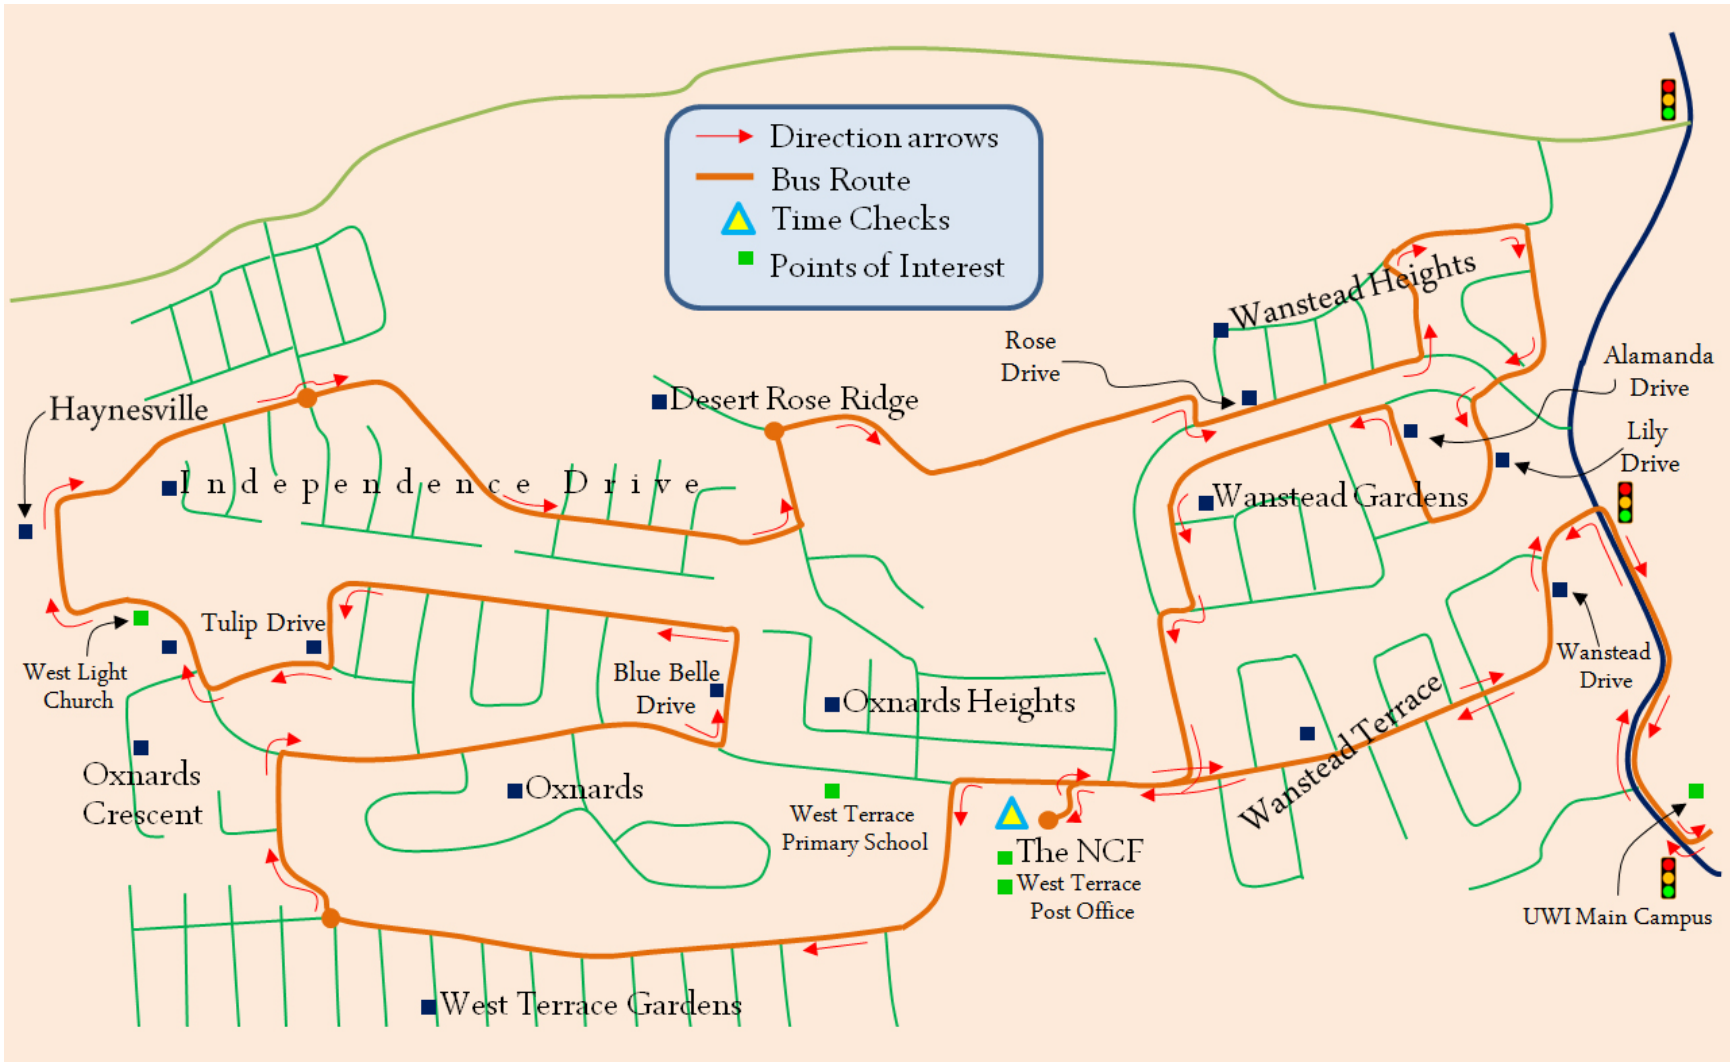 Direction arrows
Bus Route
Time Checks
Points of Interest
Wanstead Heights
Rose
Drive
Alamanda
Drive
Haynesville
Desert Rose Ridge
Lily
Drive
Independence Drive
Wanstead Gardens
Tulip Drive
West Light
Church
Blue Belle
Drive
Oxnards Heights
Wanstead
Drive
Wanstead Terrace
Oxnards
Crescent
Oxnards
West Terrace
Primary School
The NCF
West Terrace
Post Office
UWI Main Campus
West Terrace Gardens